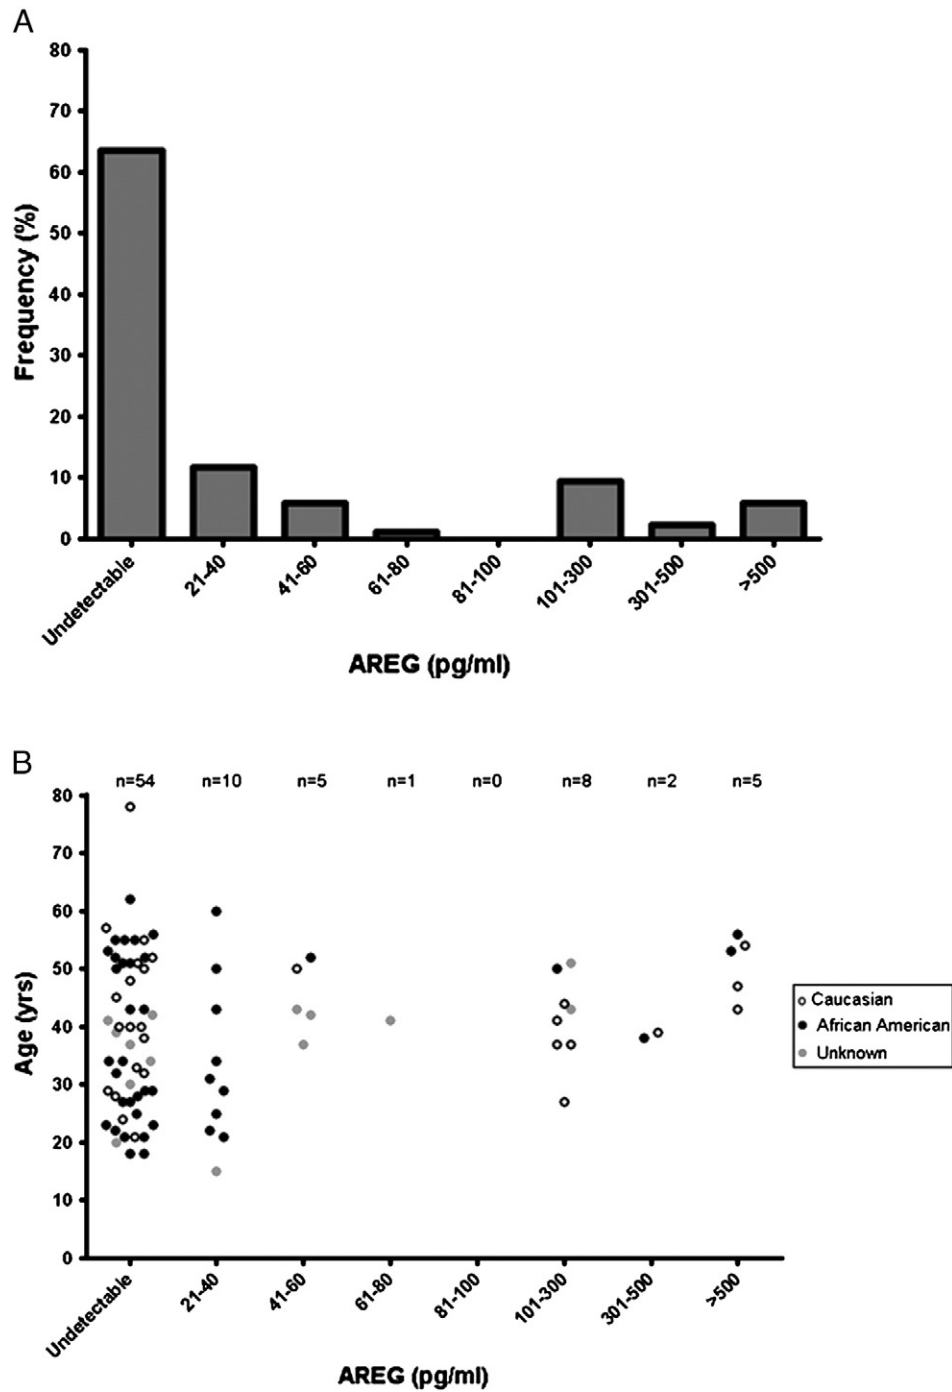 A
80
70
60
50
40
30
20
10
0
Frequency (%)
Undetectable
21-40
41-60
61-80
81-100
101-300
301-500
>500
AREG (pg/ml)
B
n=54 n=10 n=5 n=1 n=0 n=8 n=2 n=5
80
70
60
50
40
30
20
10
0
Age (yrs)
Caucasian
African American
Unknown
Undetectable
21-40
41-60
61-80
81-100
101-300
301-500
>500
AREG (pg/ml)